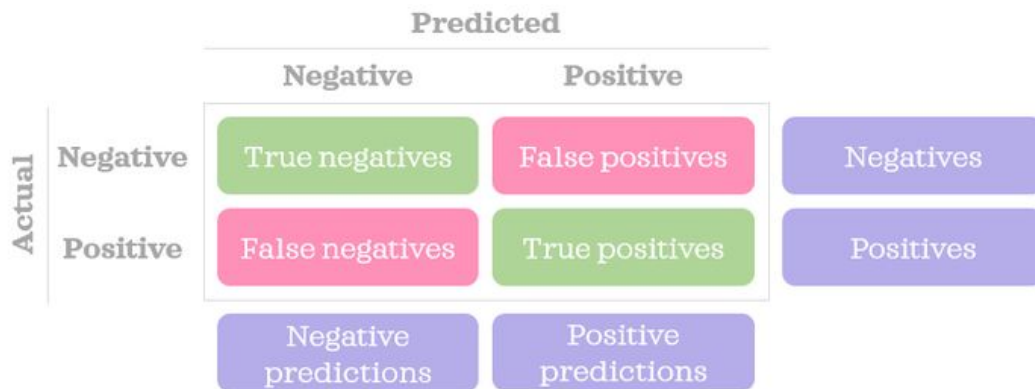 Predicted
Negative Positive
Actual
Negative True negatives False positives Negatives
Positive False negatives True positives Positives
Negative Positive
predictions predictions